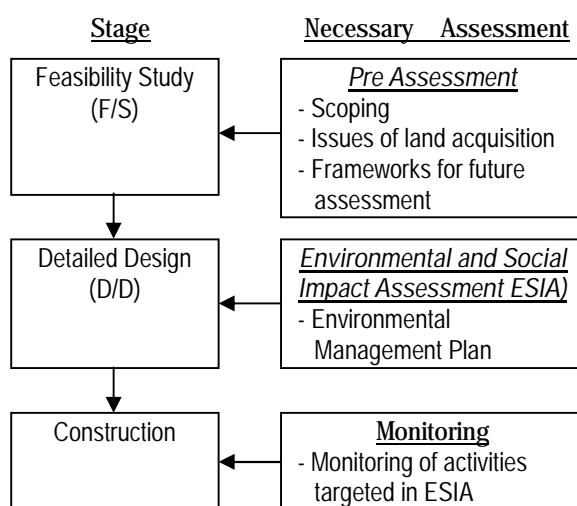 Stage
Necessary Assessment
Feasibility Study
(F/S)
Pre Assessment
- Scoping
- Issues of land acquisition
- Frameworks for future
assessment
Detailed Design
(D/D)
Environmental and Social
Impact Assessment ESIA)
- Environmental
Management Plan
Construction
Monitoring
- Monitoring of activities
targeted in ESIA